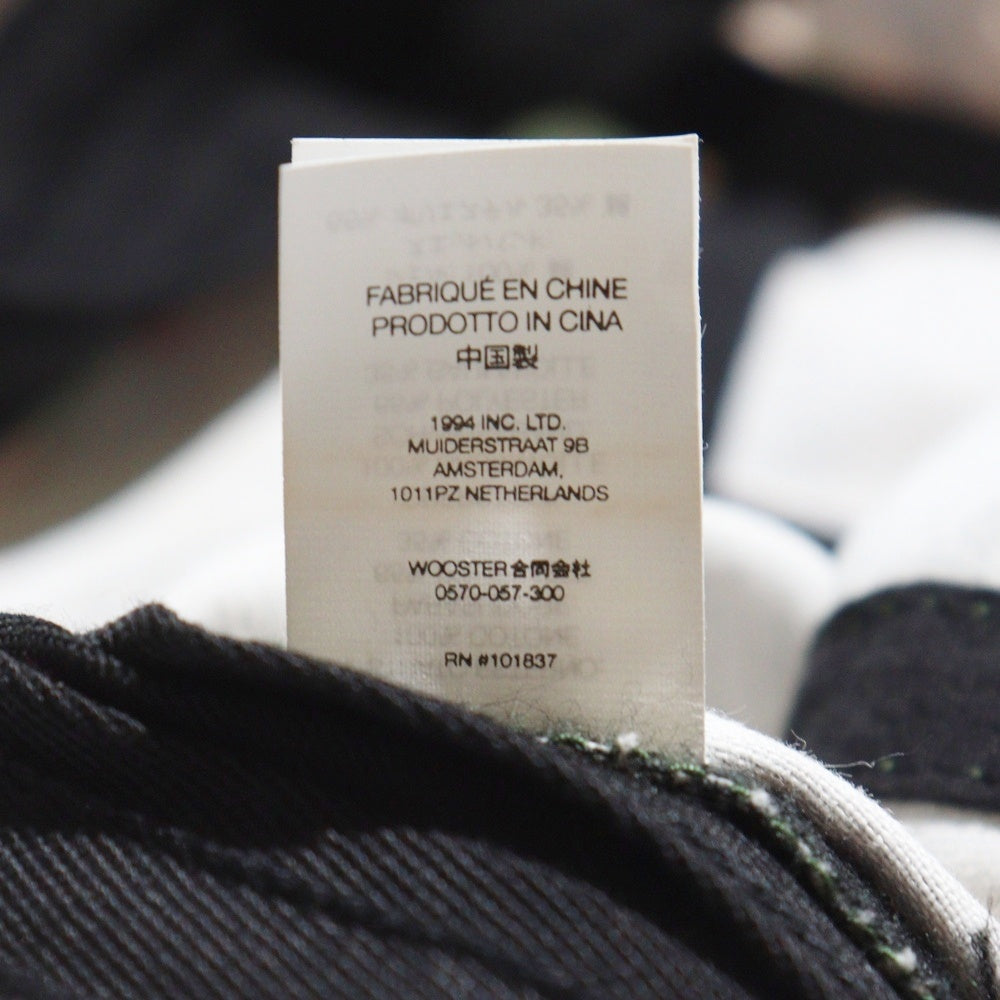 FABRIQUÉ EN CHINE
PRODOTTO IN CINA
中国製
1994 INC. LTD.
MUIDERSTRAAT 9B
AMSTERDAM,
1011PZ NETHERLANDS
WOOSTER合同会社
0570-057-300
RN #101837